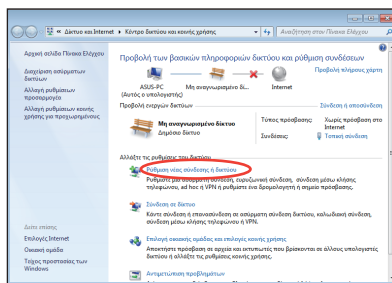 « Δίκτυο και Internet ▸ Κέντρο δικτύου και κοινής χρήσης
Αναζήτηση στον Πίνακα Ελέγχου
Αρχική σελίδα Πίνακα Ελέγχου
Διαχείριση ασύρματων
δικτύων
Αλλαγή ρυθμίσεων
προσαρμογέα
Αλλαγή ρυθμίσεων κοινής
χρήσης για προχωρημένους
Δείτε επίσης
Επιλογές Internet
Οικιακή ομάδα
Τείχος προστασίας των
Windows
Προβολή των βασικών πληροφοριών δικτύου και ρύθμιση συνδέσεων
Προβολή πλήρους χάρτη
ASUS-PC
(Αυτός ο υπολογιστής)
Μη αναγνωρισμένο δί...
Internet
Προβολή ενεργών δικτύων
Σύνδεση ή αποσύνδεση
Μη αναγνωρισμένο δίκτυο
Δημόσιο δίκτυο
Τύπος πρόσβασης: Χωρίς πρόσβαση στο
Internet
Συνδέσεις: Τοπική σύνδεση
Αλλάξτε τις ρυθμίσεις του δικτύου
Ρύθμιση νέας σύνδεσης ή δικτύου
Ρυθμίστε μια ασύρματη σύνδεση, ευρυζωνική σύνδεση, σύνδεση μέσω κλήσης
τηλεφώνου, ad hoc ή VPN ή ρυθμίστε ένα δρομολογητή ή σημείο πρόσβασης.
Σύνδεση σε δίκτυο
Κάντε σύνδεση ή επανασύνδεση σε ασύρματη σύνδεση δικτύου, καλωδιακή σύνδεση,
σύνδεση μέσω κλήσης τηλεφώνου ή VPN.
Επιλογή οικιακής ομάδας και επιλογές κοινής χρήσης
Αποκτήστε πρόσβαση σε αρχεία και εκτυπωτές που βρίσκονται σε άλλους υπολογιστές
δικτύου ή αλλάξτε τις ρυθμίσεις κοινής χρήσης.
Αντιμετώπιση προβλημάτων